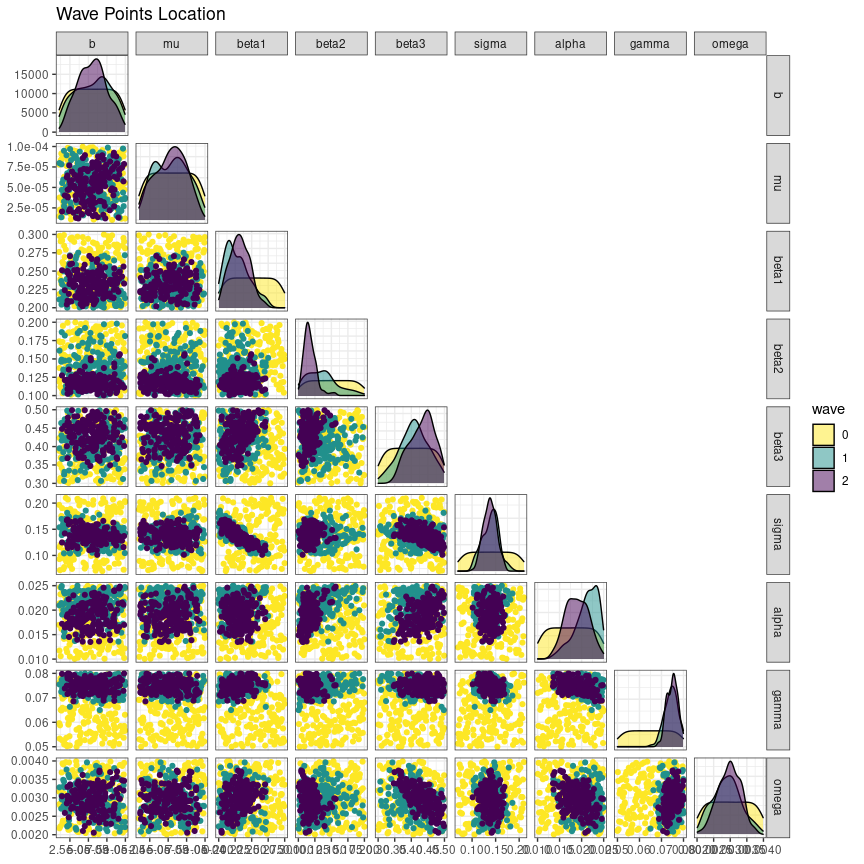 Wave Points Location
b mu beta1 beta2 beta3 sigma alpha gamma omega
15000
10000
5000
0
b
1.0e-04
7.5e-05
5.0e-05
2.5e-05
mu
0.300
0.275
0.250
0.225
0.200
beta1
0.200
0.175
0.150
0.125
0.100
beta2
0.50
0.45
0.40
0.35
0.30
beta3
wave
0
1
2
0.20
0.15
0.10
sigma
0.025
0.020
0.015
0.010
alpha
0.08
0.07
0.06
0.05
gamma
0.0040
0.0035
0.0030
0.0025
0.0020
omega